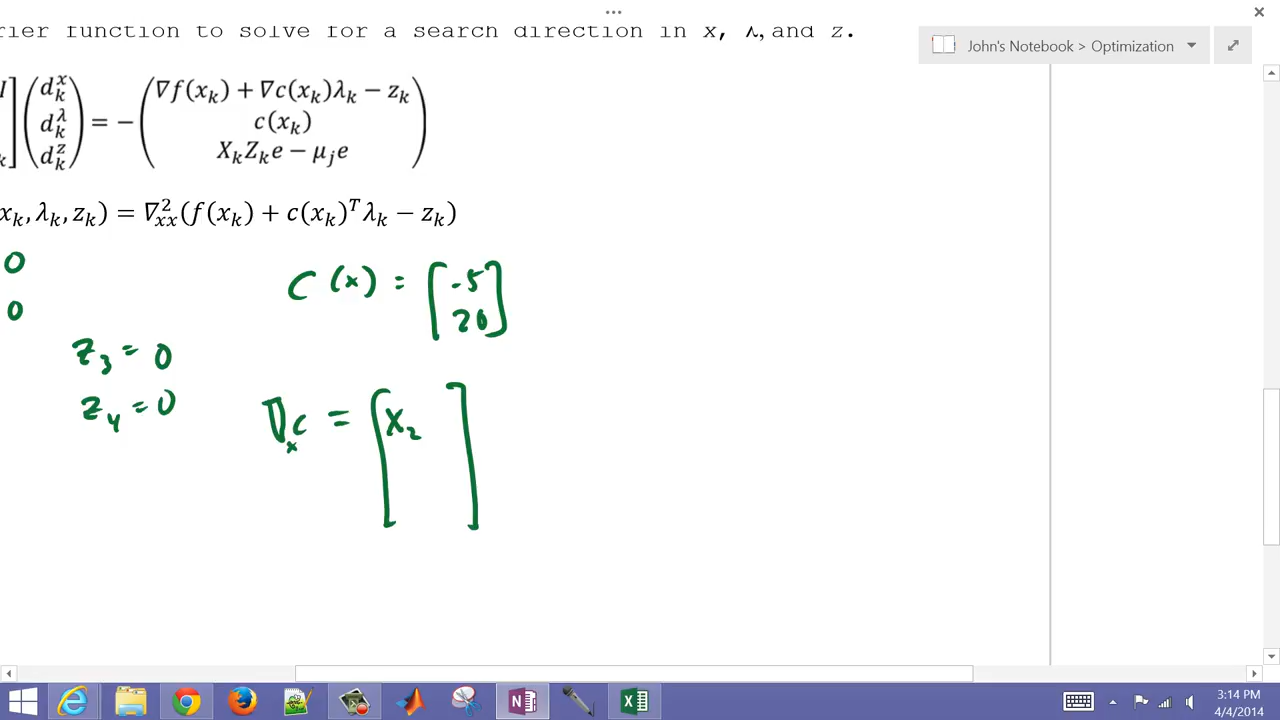 rier function to solve for a search direction in x, λ, and z.
John's Notebook > Optimization
I] (d_k^x d_k^λ d_k^z) = − (∇f(x_k) + ∇c(x_k)λ_k − z_k
c(x_k)
X_k Z_k e − μ_j e)
x_k, λ_k, z_k) = ∇²_xx(f(x_k) + c(x_k)^T λ_k − z_k)
0
0
C (x) = [-5 20]
z_3 = 0
z_4 = 0
∇_x c = [x_2 ]
3:14 PM
4/4/2014